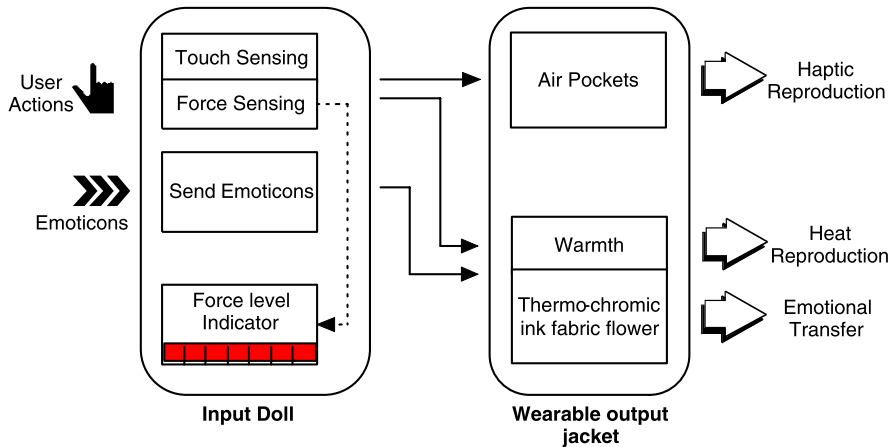 User
Actions
Emoticons
Touch Sensing
Force Sensing
Send Emoticons
Force level
Indicator
Input Doll
Air Pockets
Warmth
Thermo-chromic
ink fabric flower
Wearable output
jacket
Haptic
Reproduction
Heat
Reproduction
Emotional
Transfer